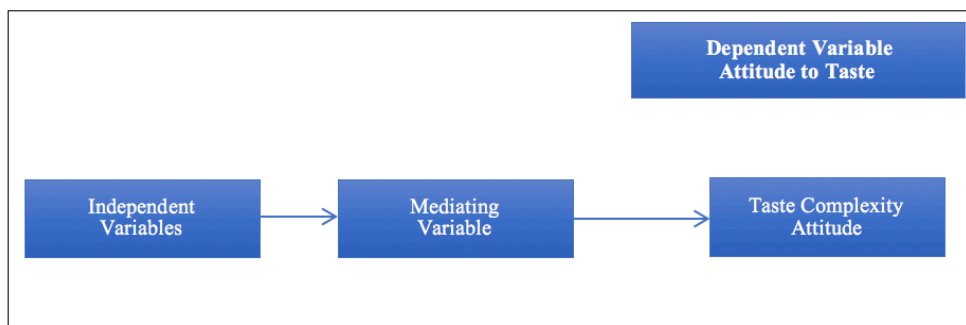 Dependent Variable
Attitude to Taste
Independent
Variables
Mediating
Variable
Taste Complexity
Attitude